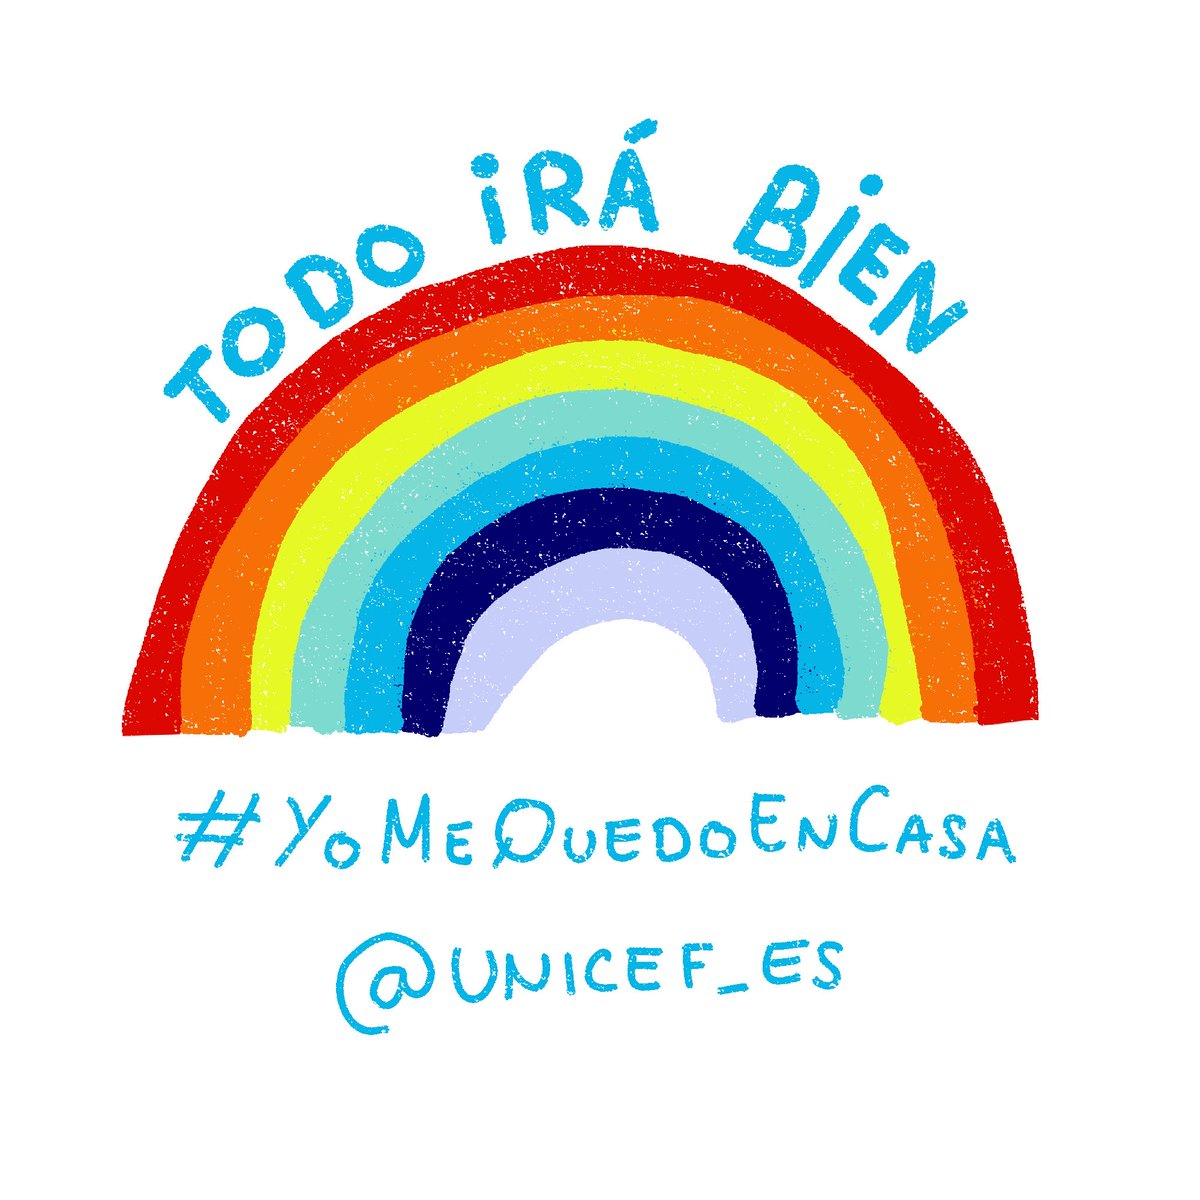 TODO iRÁ BiEN
#YoMeQuedoEnCasa
@UNICEF_ES